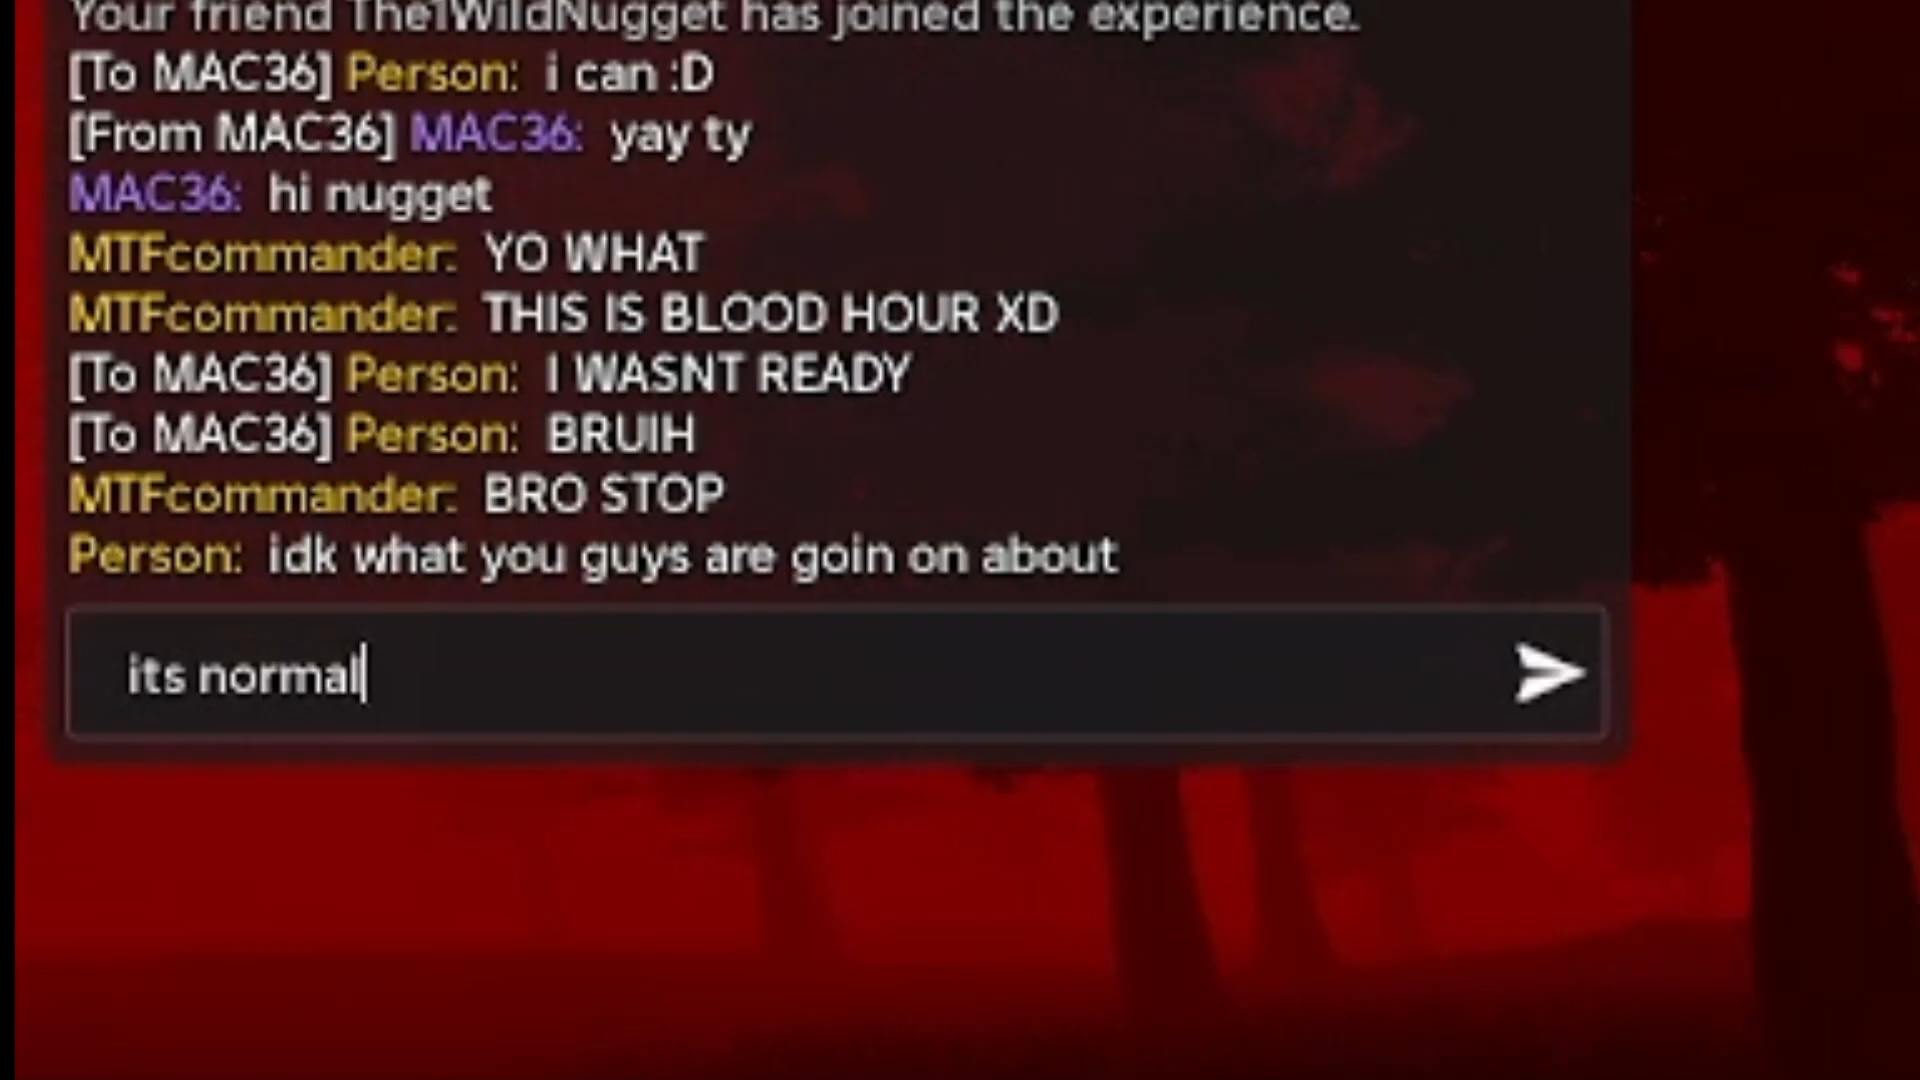 Your friend The1WildNugget has joined the experience.
[To MAC36] Person: i can :D
[From MAC36] MAC36: yay ty
MAC36: hi nugget
MTFcommander: YO WHAT
MTFcommander: THIS IS BLOOD HOUR XD
[To MAC36] Person: I WASNT READY
[To MAC36] Person: BRUIH
MTFcommander: BRO STOP
Person: idk what you guys are goin on about
its normal